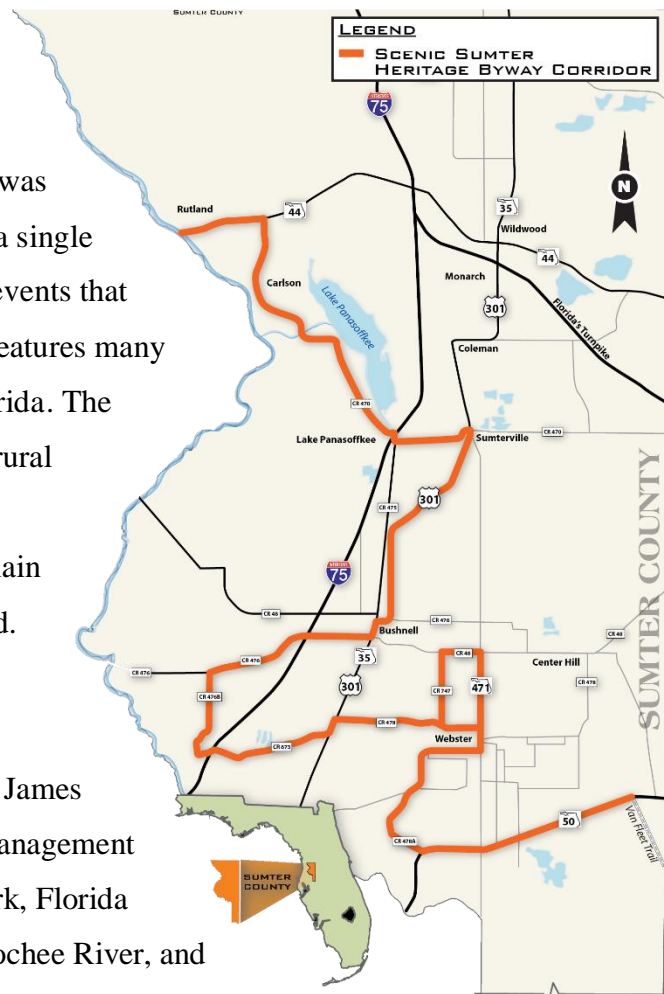 SUMTER COUNTY
LEGEND
SCENIC SUMTER
HERITAGE BYWAY CORRIDOR
was
a single
events that
eatures many
rida. The
rural
ain
d.
James
anagement
rk, Florida
oochee River, and
INTERSTATE
75
N
Rutland
44
35
Wildwood
44
Carlson
Monarch
Lake Panasoffkee
301
Florida's Turnpike
Coleman
CR 470
Lake Panasoffkee
Sumterville
CR 470
301
CR 475
SUMTER COUNTY
INTERSTATE
75
CR 48
CR 476
Bushnell
CR 48
CR 476
35
CR 48
Center Hill
CR 476
301
CR 476B
CR 747
471
CR 478
CR 478
Webster
CR 673
50
Van Fleet Trail
CR 478A
SUMTER
COUNTY